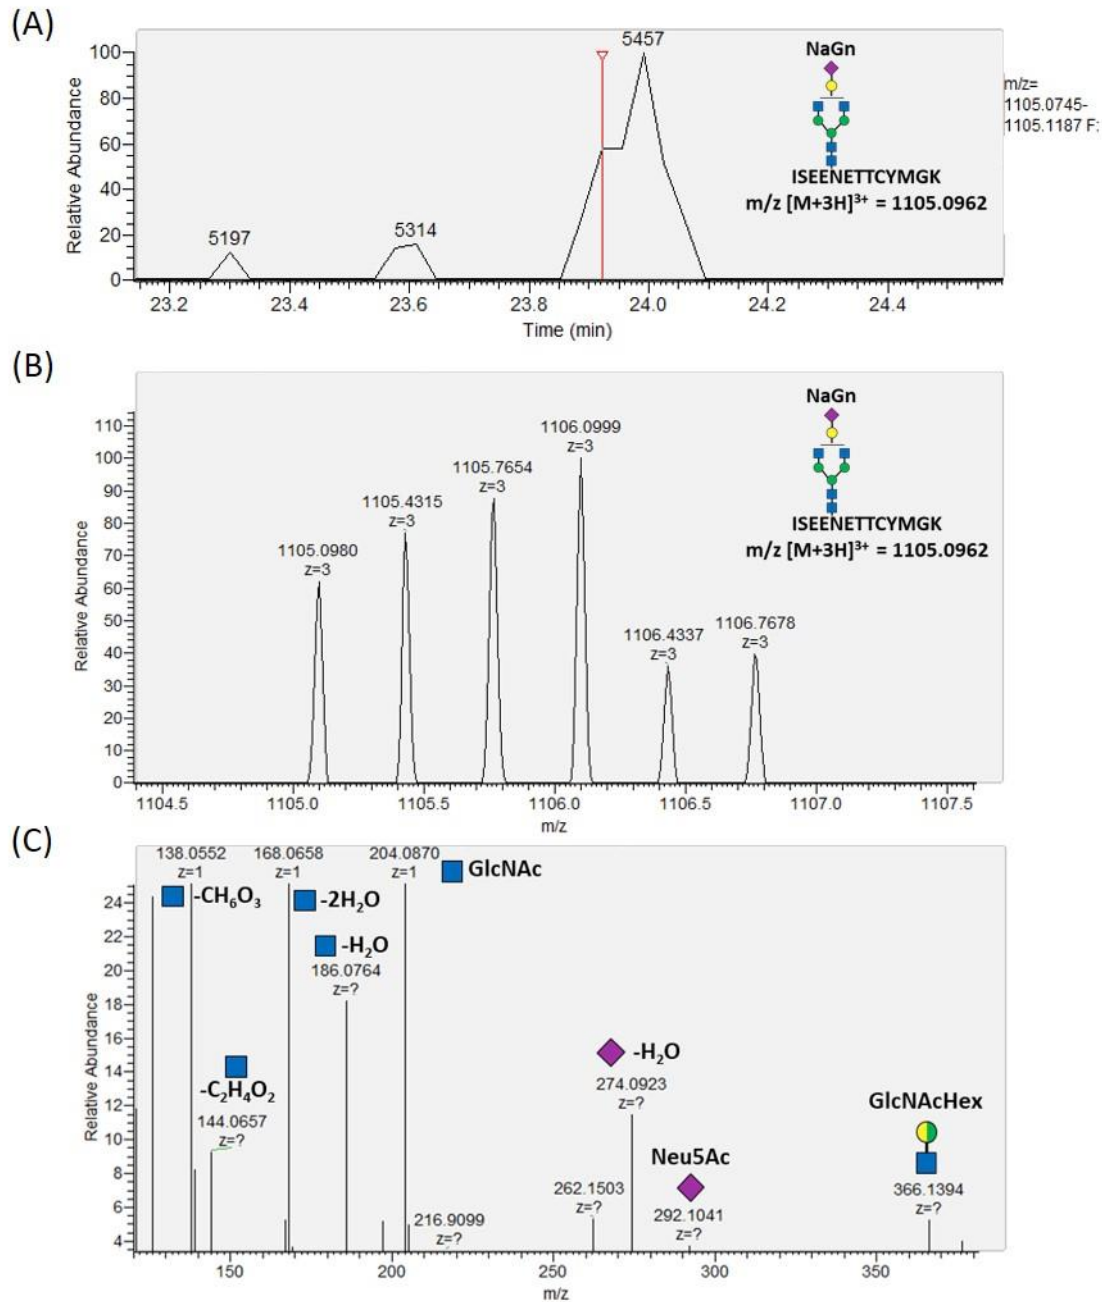 (A)
Relative Abundance
100
80
60
40
20
0
5197
5314
5457
NaGn
ISEENETTCYMGK
m/z [M+3H]³⁺ = 1105.0962
m/z=
1105.0745-
1105.1187 F:
23.2 23.4 23.6 23.8 24.0 24.2 24.4
Time (min)
(B)
Relative Abundance
110
100
90
80
70
60
50
40
30
20
10
0
1105.0980
z=3
1105.4315
z=3
1105.7654
z=3
1106.0999
z=3
1106.4337
z=3
1106.7678
z=3
NaGn
ISEENETTCYMGK
m/z [M+3H]³⁺ = 1105.0962
1104.5 1105.0 1105.5 1106.0 1106.5 1107.0 1107.5
m/z
(C)
Relative Abundance
24
22
20
18
16
14
12
10
8
6
4
138.0552
z=1
-CH₆O₃
168.0658
z=1
-2H₂O
204.0870
z=1
GlcNAc
-H₂O
186.0764
z=?
-C₂H₄O₂
144.0657
z=?
216.9099
z=?
262.1503
z=?
-H₂O
274.0923
z=?
Neu5Ac
292.1041
z=?
GlcNAcHex
366.1394
z=?
150 200 250 300 350
m/z